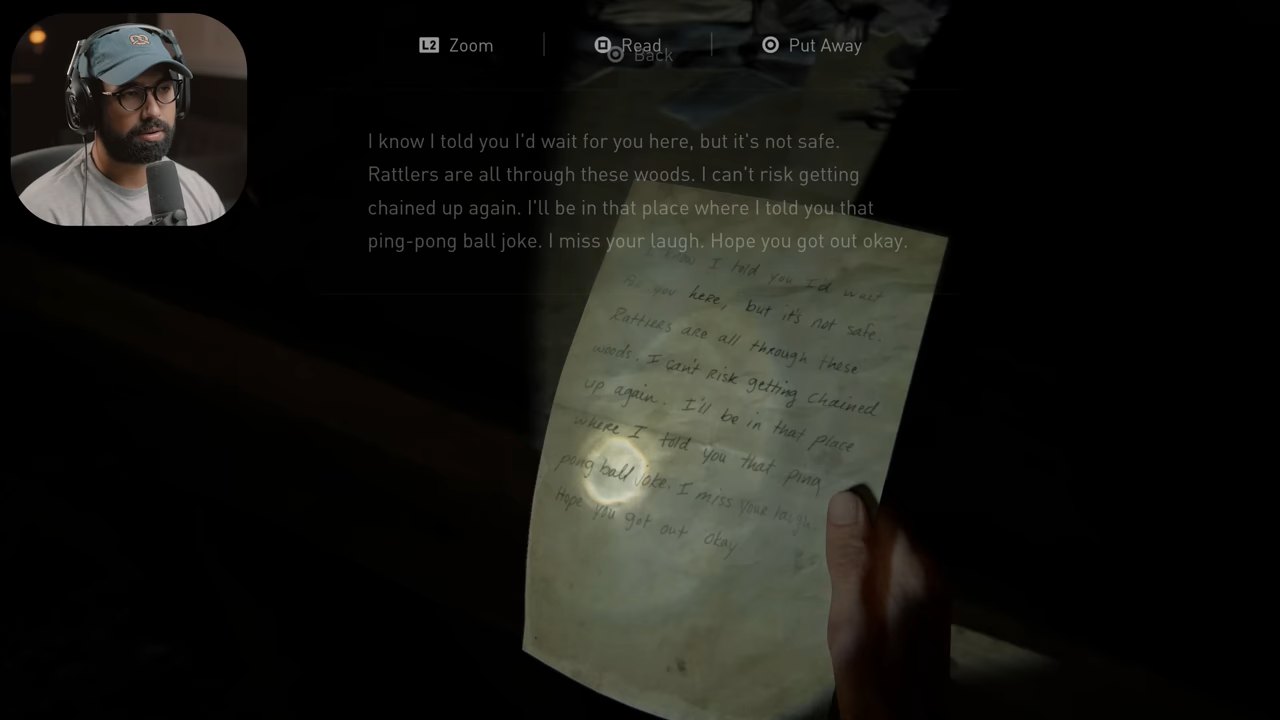 L2 Zoom
Read
Put Away
Back
I know I told you I'd wait for you here, but it's not safe.
Rattlers are all through these woods. I can't risk getting
chained up again. I'll be in that place where I told you that
ping-pong ball joke. I miss your laugh. Hope you got out okay.
I know I told you I'd wait
for you here, but it's not safe.
Rattlers are all through these
woods. I can't risk getting chained
up again. I'll be in that place
where I told you that ping
pong ball joke. I miss your laugh.
Hope you got out okay